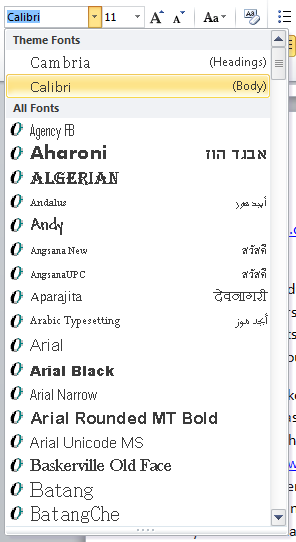 Calibri 11 A A Aa
Theme Fonts
Cambria (Headings)
Calibri (Body)
All Fonts
Agency FB
Aharoni אבגד הוז
ALGERIAN
Andalus أبجد هوز
Andy
Angsana New สวัสดี
AngsanaUPC สวัสดี
Aparajita देवनागरी
Arabic Typesetting أبجد هوز
Arial
Arial Black
Arial Narrow
Arial Rounded MT Bold
Arial Unicode MS
Baskerville Old Face
Batang
BatangChe